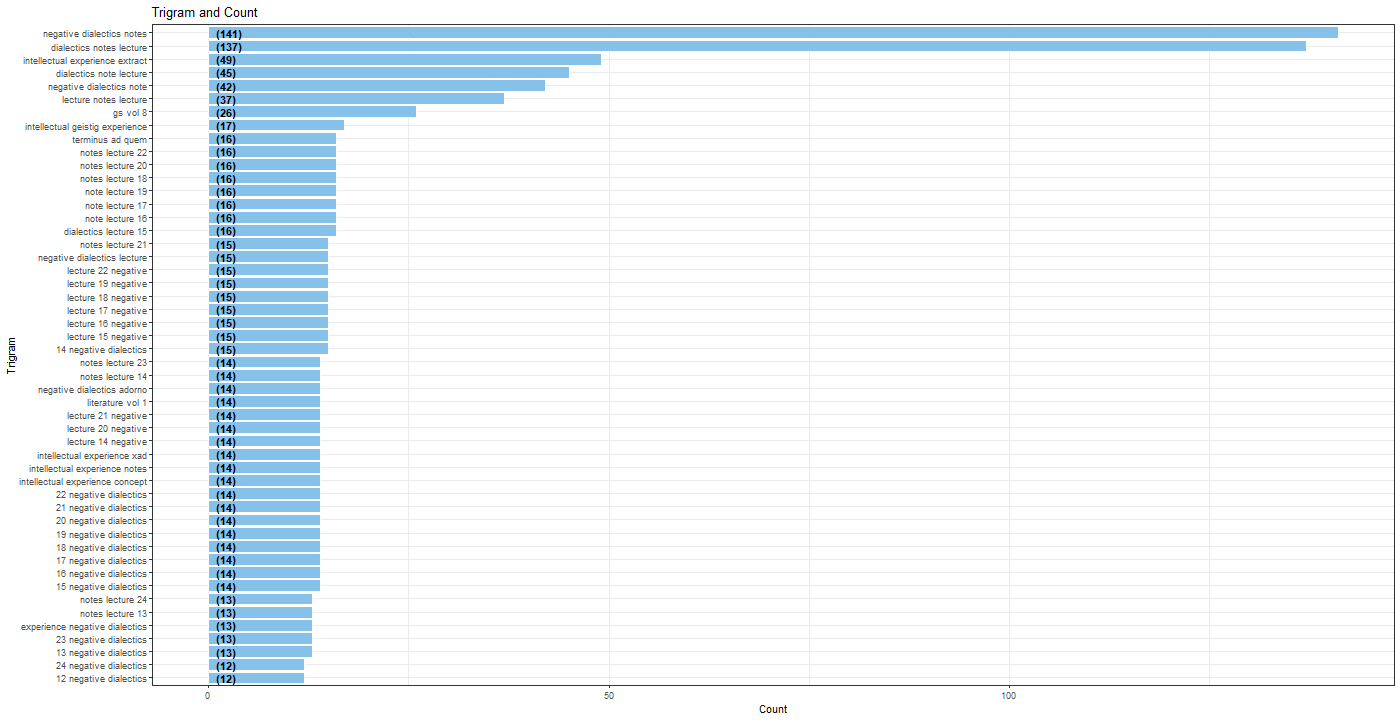 Trigram and Count
negative dialectics notes (141)
dialectics notes lecture (137)
intellectual experience extract (49)
dialectics note lecture (45)
negative dialectics note (42)
lecture notes lecture (37)
gs vol 8 (26)
intellectual geistig experience (17)
terminus ad quem (16)
notes lecture 22 (16)
notes lecture 20 (16)
notes lecture 18 (16)
note lecture 19 (16)
note lecture 17 (16)
note lecture 16 (16)
dialectics lecture 15 (16)
notes lecture 21 (15)
negative dialectics lecture (15)
lecture 22 negative (15)
lecture 19 negative (15)
lecture 18 negative (15)
lecture 17 negative (15)
lecture 16 negative (15)
lecture 15 negative (15)
14 negative dialectics (15)
notes lecture 23 (14)
notes lecture 14 (14)
negative dialectics adorno (14)
literature vol 1 (14)
lecture 21 negative (14)
lecture 20 negative (14)
lecture 14 negative (14)
intellectual experience xad (14)
intellectual experience notes (14)
intellectual experience concept (14)
22 negative dialectics (14)
21 negative dialectics (14)
20 negative dialectics (14)
19 negative dialectics (14)
18 negative dialectics (14)
17 negative dialectics (14)
16 negative dialectics (14)
15 negative dialectics (14)
notes lecture 24 (13)
notes lecture 13 (13)
experience negative dialectics (13)
23 negative dialectics (13)
13 negative dialectics (13)
24 negative dialectics (12)
12 negative dialectics (12)
Trigram
0 50 100
Count